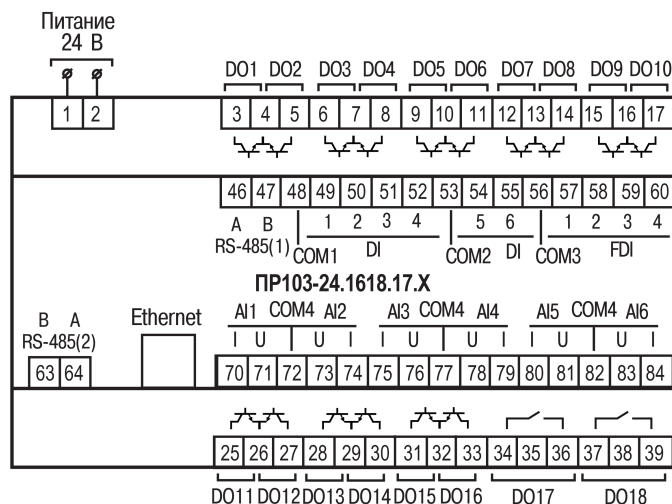 Питание
24 В
DO1 DO2 DO3 DO4 DO5 DO6 DO7 DO8 DO9 DO10
1 2 3 4 5 6 7 8 9 10 11 12 13 14 15 16 17
46 47 48 49 50 51 52 53 54 55 56 57 58 59 60
A B 1 2 3 4 5 6 1 2 3 4
RS-485(1) COM1 DI COM2 DI COM3 FDI
ПР103-24.1618.17.X
B A Ethernet AI1 COM4 AI2 AI3 COM4 AI4 AI5 COM4 AI6
RS-485(2) I U U I I U U I I U U I
63 64 70 71 72 73 74 75 76 77 78 79 80 81 82 83 84
25 26 27 28 29 30 31 32 33 34 35 36 37 38 39
DO11 DO12 DO13 DO14 DO15 DO16 DO17 DO18